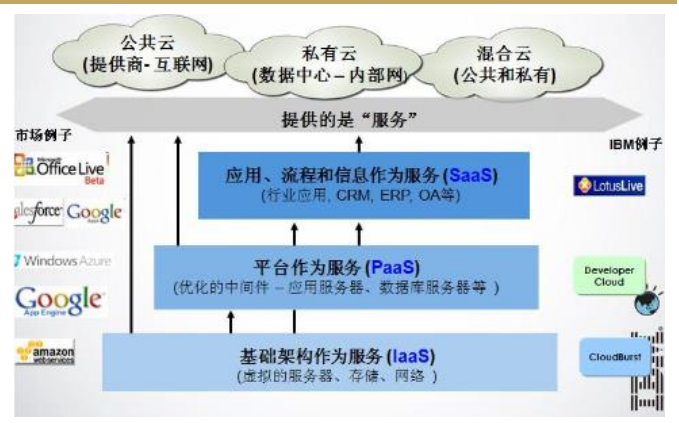 公共云
(提供商-互联网)
私有云
(数据中心–内部网)
混合云
(公共和私有)
提供的是“服务”
市场例子
IBM例子
Microsoft
Office Live
Beta
应用、流程和信息作为服务(SaaS)
(行业应用, CRM, ERP, OA等)
LotusLive
alesforce Google
Windows Azure
平台作为服务(PaaS)
(优化的中间件 – 应用服务器、数据库服务器等 )
Developer
Cloud
Google
App Engine
amazon
webservices
基础架构作为服务(IaaS)
(虚拟的服务器、存储、网络 )
CloudBurst